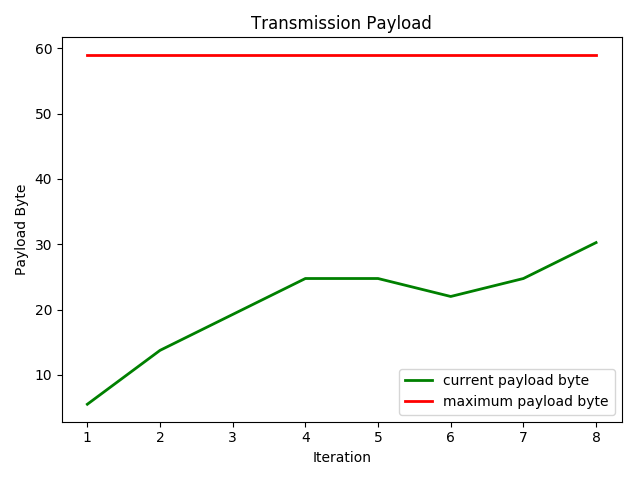 Transmission Payload
Payload Byte
60
50
40
30
20
10
current payload byte
maximum payload byte
1 2 3 4 5 6 7 8
Iteration